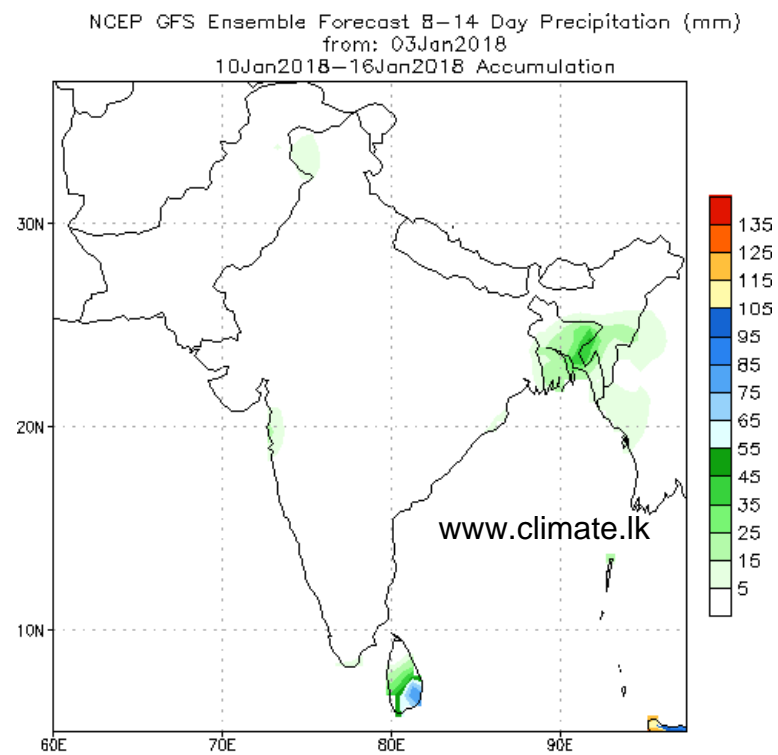 NCEP GFS Ensemble Forecast 8-14 Day Precipitation (mm)
from: 03Jan2018
10Jan2018-16Jan2018 Accumulation
30N
20N
10N
60E
70E
80E
90E
www.climate.lk
135
125
115
105
95
85
75
65
55
45
35
25
15
5